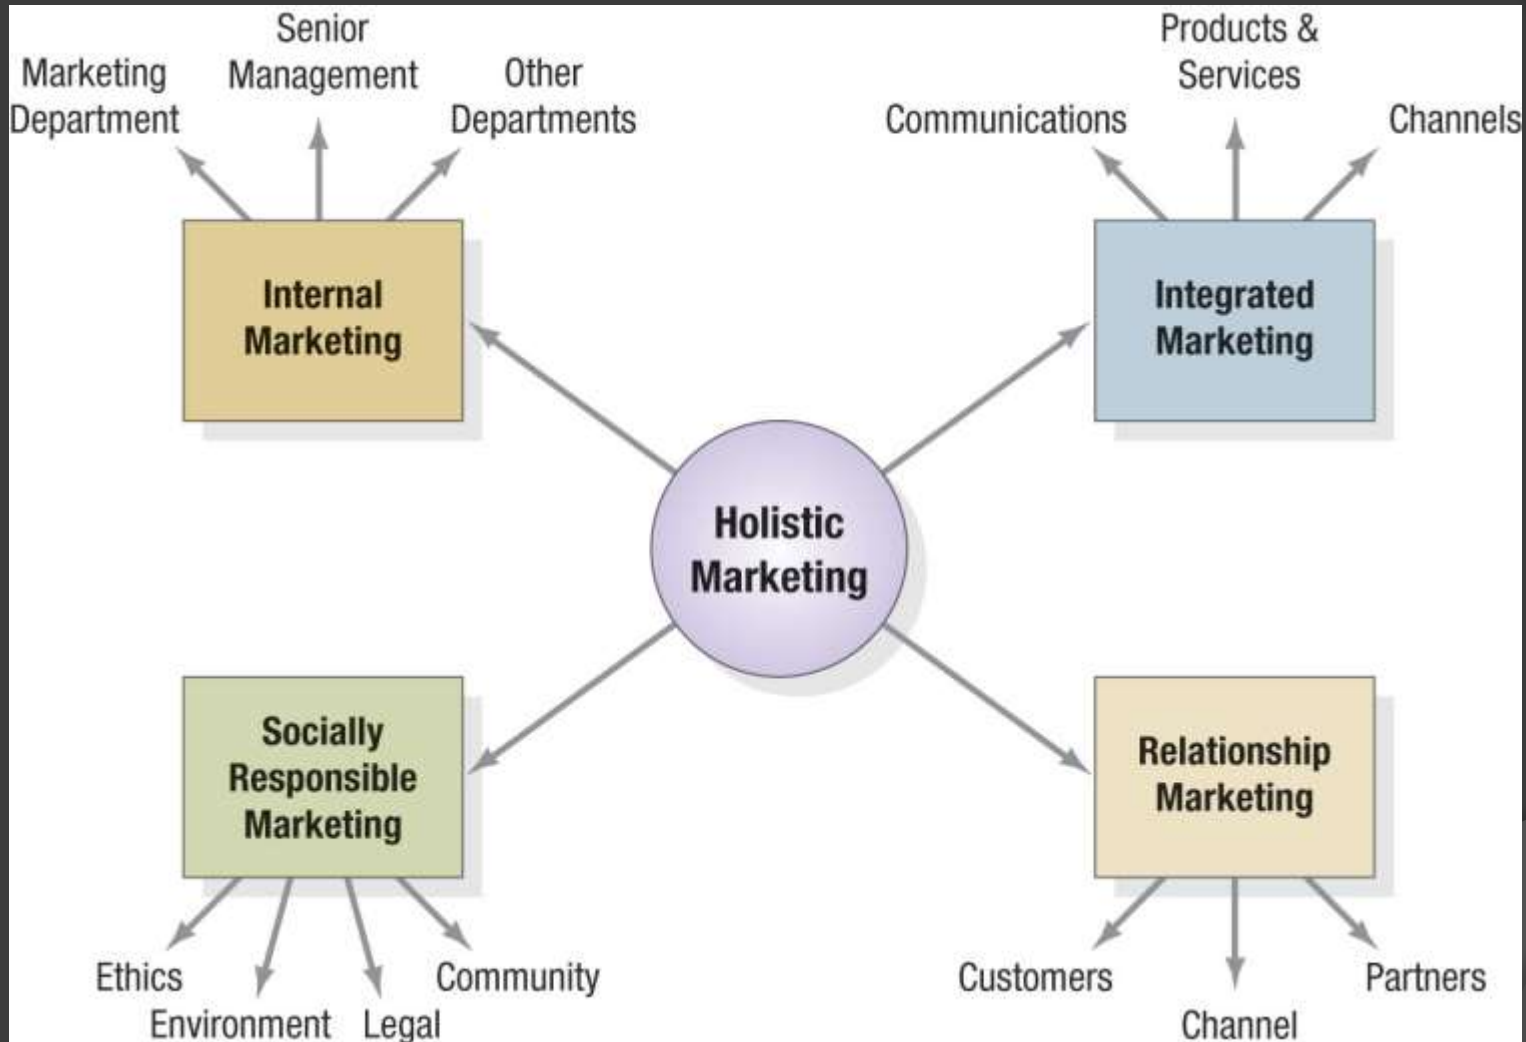 Senior
Management
Marketing
Department
Other
Departments
Products &
Services
Communications
Channels
Internal
Marketing
Integrated
Marketing
Holistic
Marketing
Socially
Responsible
Marketing
Relationship
Marketing
Ethics
Environment
Legal
Community
Customers
Channel
Partners